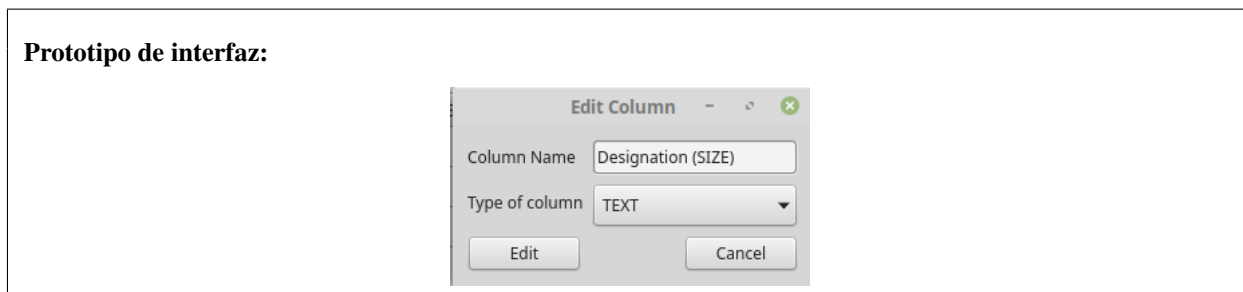 Prototipo de interfaz:
Edit Column
Column Name Designation (SIZE)
Type of column TEXT
Edit Cancel